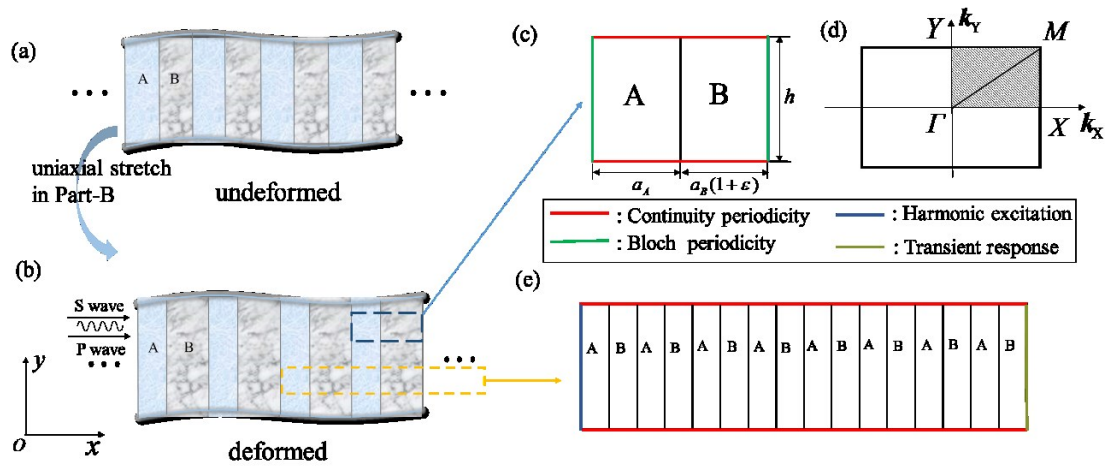 (a)
A
B
uniaxial stretch
in Part-B
undeformed
(b)
S wave
P wave
A
B
y
o
x
deformed
(c)
A
B
h
a_A
a_B(1+ε)
(d)
Y
k_Y
M
Γ
X
k_X
: Continuity periodicity
: Harmonic excitation
: Bloch periodicity
: Transient response
(e)
A B A B A B A B A B A B A B A B